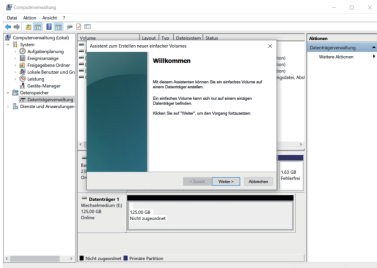 Computerverwaltung
Datei Aktion Ansicht ?
Computerverwaltung (Lokal)
System
Aufgabenplanung
Ereignisanzeige
Freigegebene Ordner
Lokale Benutzer und Gru
Leistung
Geräte-Manager
Datenspeicher
Datenträgerverwaltung
Dienste und Anwendungen
Volume Layout Typ Dateisystem Status
Assistent zum Erstellen neuer einfacher Volumes
Willkommen
Mit diesem Assistenten können Sie ein einfaches Volume auf
einem Datenträger erstellen.
Ein einfaches Volume kann sich nur auf einem einzigen
Datenträger befinden.
Klicken Sie auf "Weiter", um den Vorgang fortzusetzen.
< Zurück Weiter > Abbrechen
Aktionen
Datenträgerverwaltung
Weitere Aktionen
1,03 GB
Fehlerfrei
Datenträger 1
Wechselmedium (E:)
125,00 GB
Online
125,00 GB
Nicht zugeordnet
Nicht zugeordnet Primäre Partition